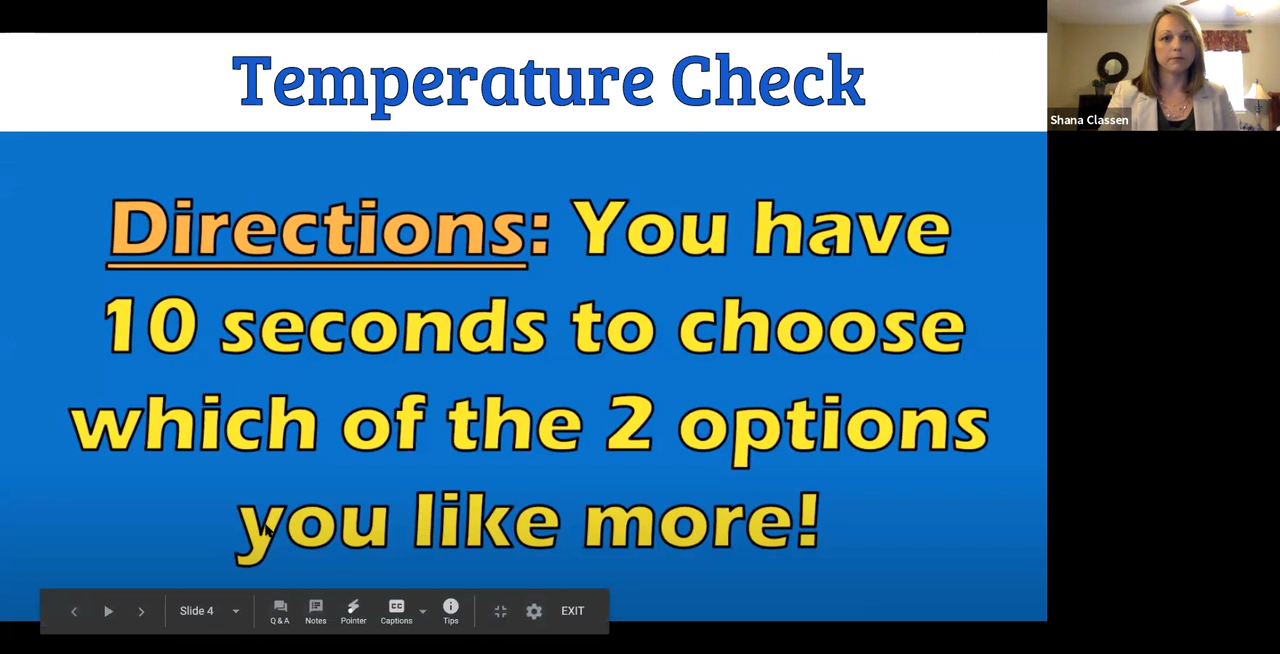 Temperature Check
Shana Classen
Directions: You have
10 seconds to choose
which of the 2 options
you like more!
Slide 4
Q & A
Notes
Pointer
CC
Captions
Tips
EXIT